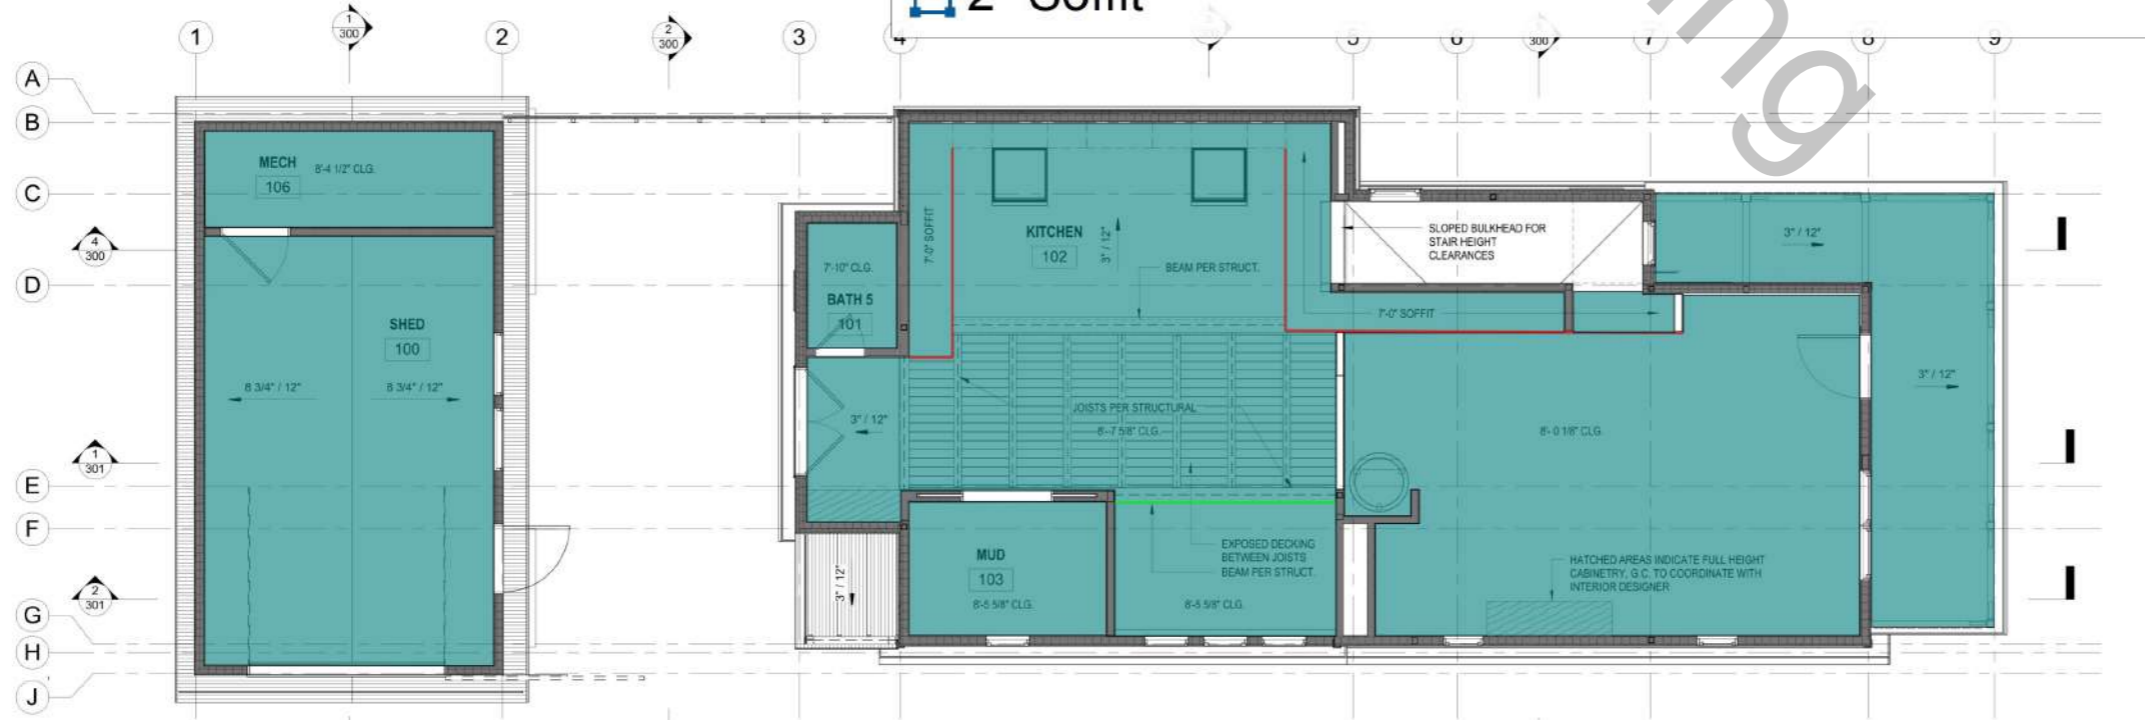 2" Soffit
ing
1
300
2
300
300
1
2
3
4
5
6
7
8
9
A
B
C
D
E
F
G
H
J
4
300
1
301
2
301
MECH
106
8'-4 1/2" CLG.
SHED
100
8 3/4" / 12"
8 3/4" / 12"
7'-10" CLG.
BATH 5
101
7'-0" SOFFIT
KITCHEN
102
3" / 12"
BEAM PER STRUCT.
SLOPED BULKHEAD FOR
STAIR HEIGHT
CLEARANCES
3" / 12"
7'-0" SOFFIT
3" / 12"
JOISTS PER STRUCTURAL
8'-7 5/8" CLG.
8'-0 1/8" CLG.
3" / 12"
MUD
103
8'-5 5/8" CLG.
3" / 12"
EXPOSED DECKING
BETWEEN JOISTS
BEAM PER STRUCT.
8'-5 5/8" CLG.
HATCHED AREAS INDICATE FULL HEIGHT
CABINETRY, G.C. TO COORDINATE WITH
INTERIOR DESIGNER